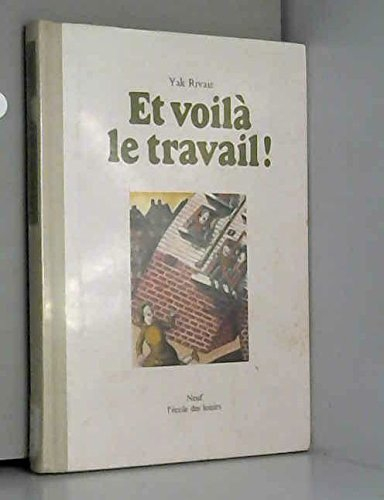 Yak Rivais
Et voilà
le travail!
Neuf
l'école des loisirs